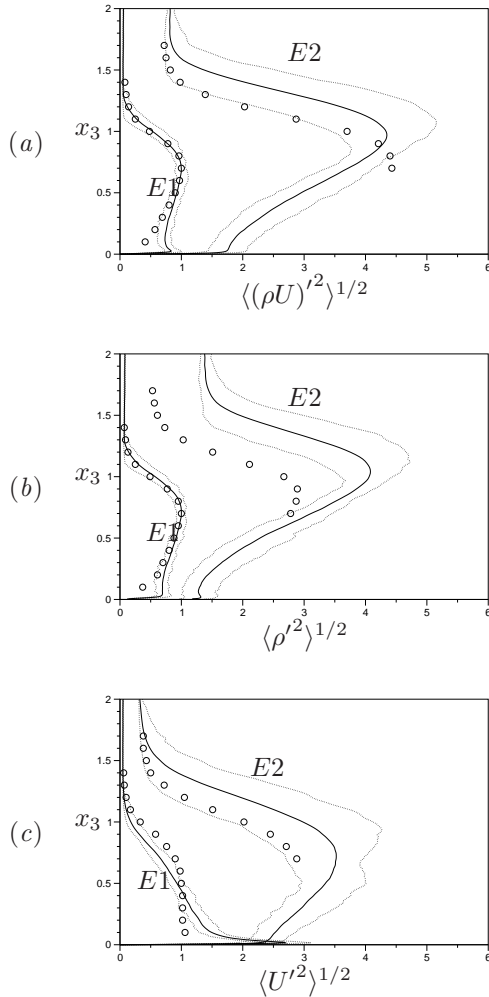 2
1.5
1
0.5
0
0 1 2 3 4 5 6
(a)
x₃
E1
E2
⟨(ρU)′²⟩^{1/2}
2
1.5
1
0.5
0
0 1 2 3 4 5 6
(b)
x₃
E1
E2
⟨ρ′²⟩^{1/2}
2
1.5
1
0.5
0
0 1 2 3 4 5 6
(c)
x₃
E1
E2
⟨U′²⟩^{1/2}